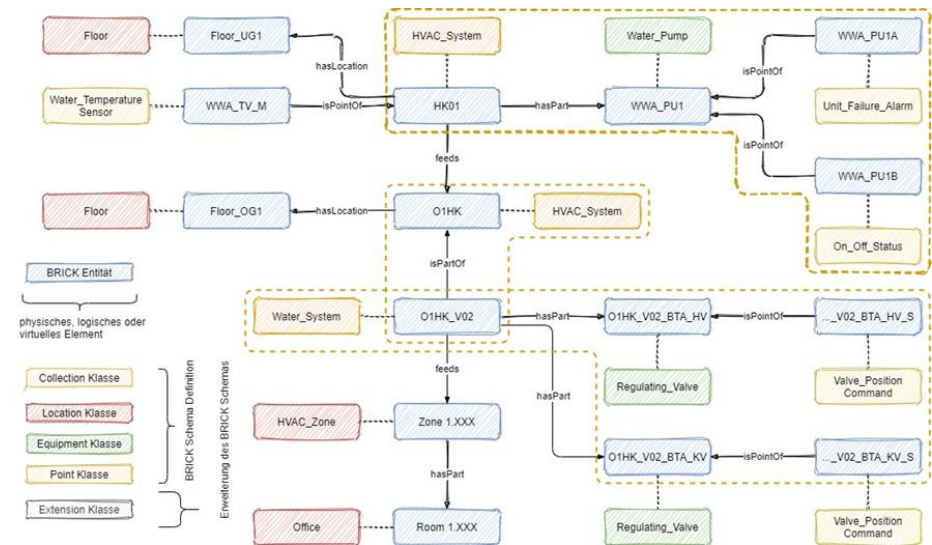 Floor
Floor_UG1
HVAC_System
Water_Pump
WWA_PU1A
hasLocation
isPointOf
Water_Temperature
Sensor
WWA_TV_M
isPointOf
HK01
hasPart
WWA_PU1
Unit_Failure_Alarm
isPointOf
feeds
WWA_PU1B
Floor
Floor_OG1
hasLocation
O1HK
HVAC_System
On_Off_Status
isPartOf
BRICK Entität
physisches, logisches oder
virtuelles Element
Water_System
O1HK_V02
hasPart
O1HK_V02_BTA_HV
isPointOf
..._V02_BTA_HV_S
feeds
hasPart
Regulating_Valve
Valve_Position
Command
Collection Klasse
Location Klasse
Equipment Klasse
Point Klasse
Extension Klasse
BRICK Schema Definition
Erweiterung des BRICK Schemas
HVAC_Zone
Zone 1.XXX
O1HK_V02_BTA_KV
isPointOf
..._V02_BTA_KV_S
hasPart
Office
Room 1.XXX
Regulating_Valve
Valve_Position
Command